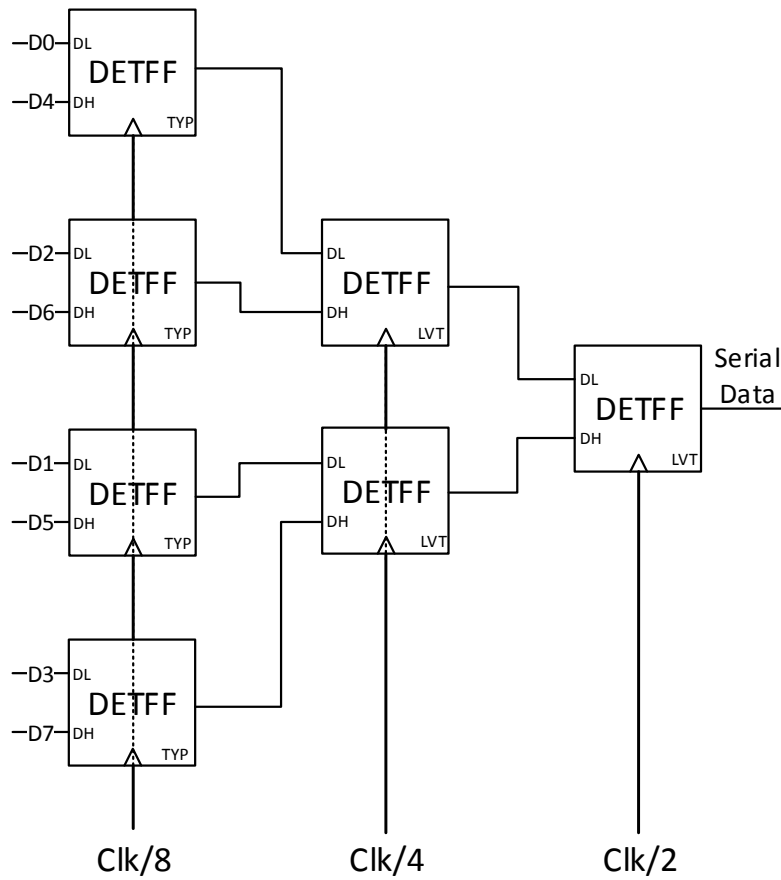 D0 DL
DETFF
D4 DH
TYP
D2 DL
DETFF
D6 DH
TYP
DL
DETFF
DH
LVT
D1 DL
DETFF
D5 DH
TYP
DL
DETFF
DH
LVT
DL
DETFF
DH
LVT
Serial
Data
D3 DL
DETFF
D7 DH
TYP
Clk/8
Clk/4
Clk/2